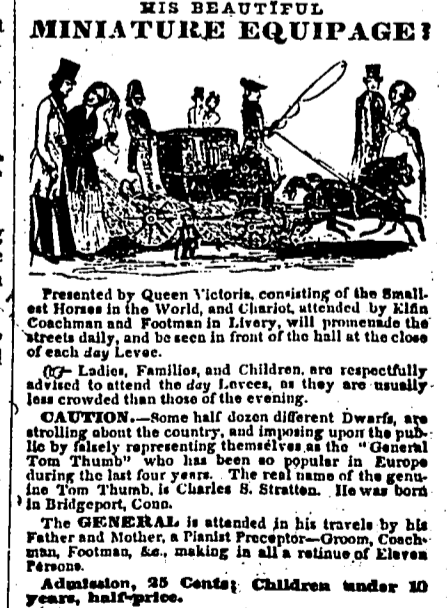 HIS BEAUTIFUL
MINIATURE EQUIPAGE!
Presented by Queen Victoria, consisting of the Small-
est Horses in the World, and Chariot, attended by Elfin
Coachman and Footman in Livery, will promenade the
streets daily, and be seen in front of the hall at the close
of each day Levee.
☞ Ladies, Families, and Children, are respectfully
advised to attend the day Levees, as they are usually
less crowded than those of the evening.
CAUTION.—Some half dozen different Dwarfs, are
strolling about the country, and imposing upon the pub-
lic by falsely representing themselves as the "General
Tom Thumb" who has been so popular in Europe
during the last four years. The real name of the genu-
ine Tom Thumb, is Charles S. Stratton. He was born
in Bridgeport, Conn.
The GENERAL is attended in his travels by his
Father and Mother, a Pianist Preceptor—Groom, Coach-
man, Footman, &c., making in all a retinue of Eleven
Persons.
Admission, 25 Cents; Children under 10
years, half-price.